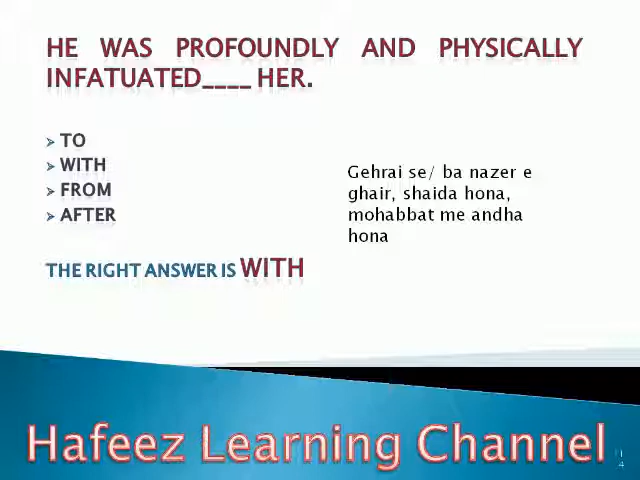 HE WAS PROFOUNDLY AND PHYSICALLY
INFATUATED____ HER.
➢ TO
➢ WITH
➢ FROM
➢ AFTER
Gehrai se/ ba nazer e
ghair, shaida hona,
mohabbat me andha
hona
THE RIGHT ANSWER IS WITH
Hafeez Learning Channel
14